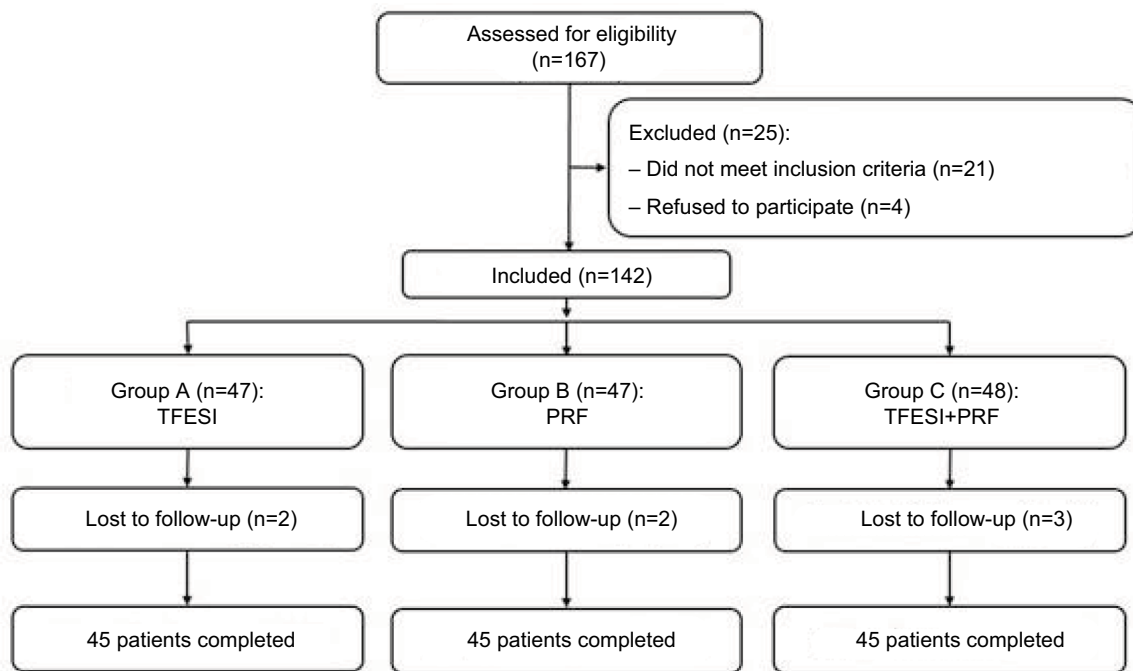 Assessed for eligibility
(n=167)
Excluded (n=25):
– Did not meet inclusion criteria (n=21)
– Refused to participate (n=4)
Included (n=142)
Group A (n=47):
TFESI
Group B (n=47):
PRF
Group C (n=48):
TFESI+PRF
Lost to follow-up (n=2)
Lost to follow-up (n=2)
Lost to follow-up (n=3)
45 patients completed
45 patients completed
45 patients completed